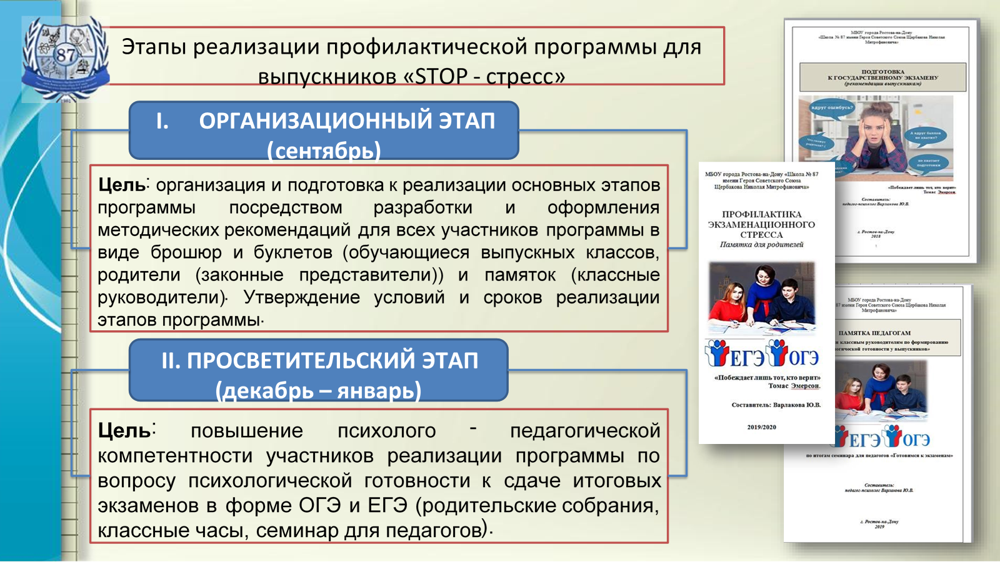 Этапы реализации профилактической программы для
выпускников «STOP - стресс»
87
I. ОРГАНИЗАЦИОННЫЙ ЭТАП
(сентябрь)
Цель: организация и подготовка к реализации основных этапов
программы посредством разработки и оформления
методических рекомендаций для всех участников программы в
виде брошюр и буклетов (обучающиеся выпускных классов,
родители (законные представители)) и памяток (классные
руководители). Утверждение условий и сроков реализации
этапов программы.
II. ПРОСВЕТИТЕЛЬСКИЙ ЭТАП
(декабрь – январь)
Цель: повышение психолого - педагогической
компетентности участников реализации программы по
вопросу психологической готовности к сдаче итоговых
экзаменов в форме ОГЭ и ЕГЭ (родительские собрания,
классные часы, семинар для педагогов).
МБОУ города Ростова-на-Дону
«Школа № 87 имени Героя Советского Союза Щербакова Николая
Митрофановича»
ПОДГОТОВКА
К ГОСУДАРСТВЕННОМУ ЭКЗАМЕНУ
(рекомендации выпускникам)
вдруг ошибусь?
А вдруг баллов
не хватит?
не хватает
подготовки
«Побеждает лишь тот, кто верит»
Томас Эмерсон.
Составитель:
педагог-психолог Варлакова Ю.В.
г. Ростов-на-Дону
2018
1
МБОУ города Ростова-на-Дону «Школа № 87
имени Героя Советского Союза
Щербакова Николая Митрофановича»
ПРОФИЛАКТИКА
ЭКЗАМЕНАЦИОННОГО
СТРЕССА
Памятка для родителей
ЕГЭ ОГЭ
«Побеждает лишь тот, кто верит»
Томас Эмерсон.
Составитель: Варлакова Ю.В.
2019/2020
МБОУ города Ростова-на-Дону
87 имени Героя Советского Союза Щербакова Николая
Митрофановича»
ПАМЯТКА ПЕДАГОГАМ
и классным руководителям по формированию
готовности у выпускников»
ЕГЭ ОГЭ
по итогам семинара для педагогов «Готовимся к экзаменам»
Составитель:
педагог-психолог Варлакова Ю.В.
г. Ростов-на-Дону
2019